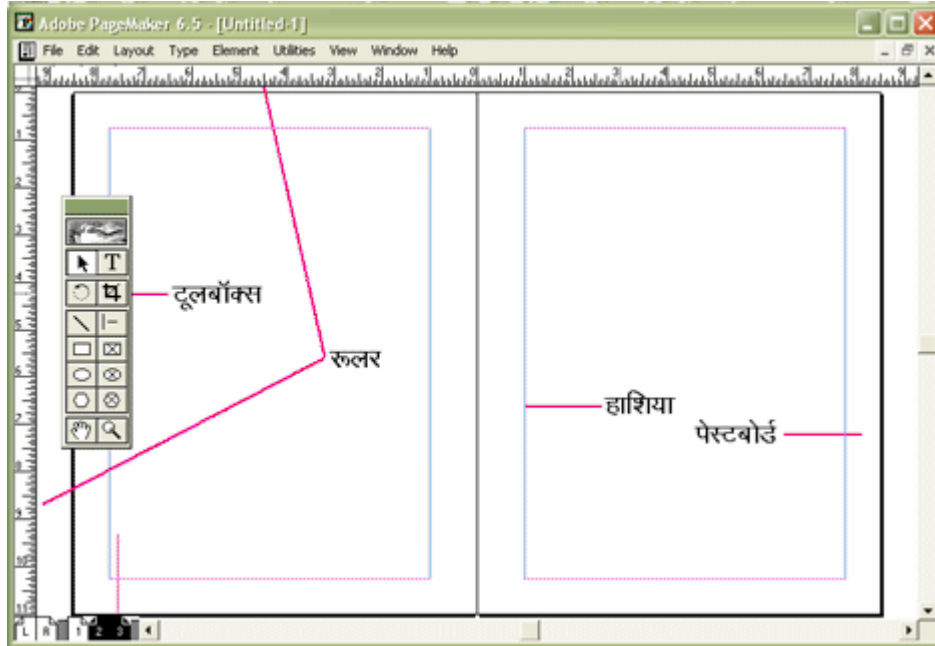 Adobe PageMaker 6.5 - [Untitled-1]
File Edit Layout Type Element Utilities View Window Help
T
टूलबॉक्स
रूलर
हाशिया
पेस्टबोर्ड
L R 1 2 3